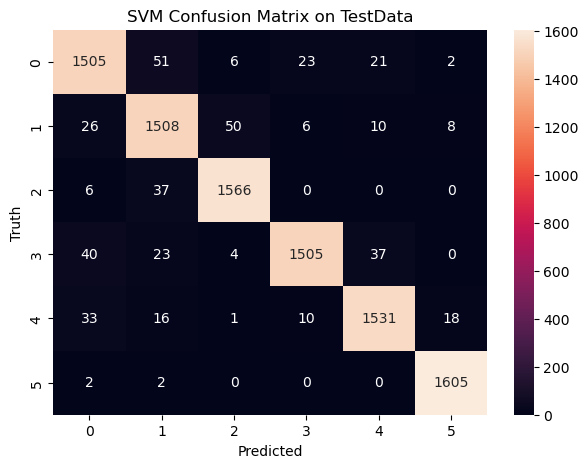 SVM Confusion Matrix on TestData
Truth
0 1505 51 6 23 21 2
1 26 1508 50 6 10 8
2 6 37 1566 0 0 0
3 40 23 4 1505 37 0
4 33 16 1 10 1531 18
5 2 2 0 0 0 1605
0 1 2 3 4 5
Predicted
1600
1400
1200
1000
800
600
400
200
0